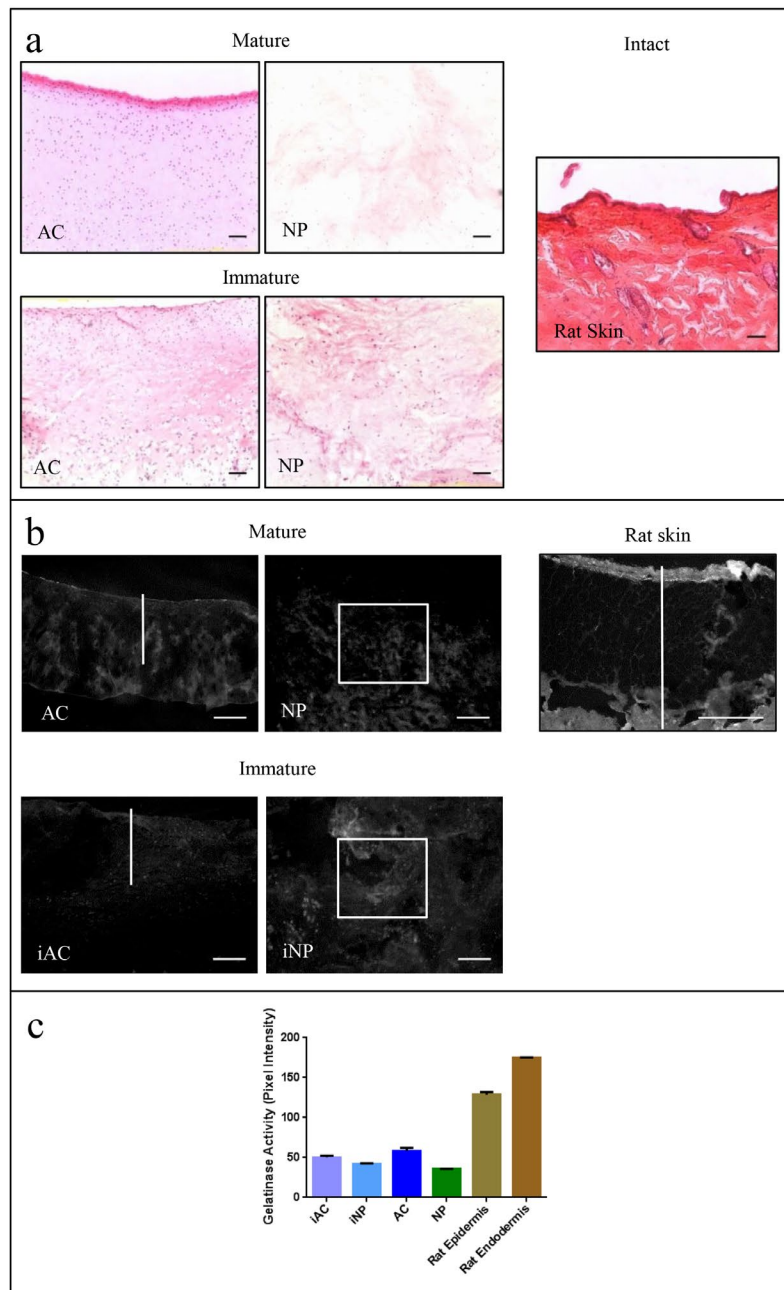 a
Mature
Intact
AC
NP
Rat Skin
Immature
AC
NP
b
Mature
Rat skin
AC
NP
Immature
iAC
iNP
c
Gelatinase Activity (Pixel Intensity)
200
150
100
50
0
iAC
iNP
AC
NP
Rat Epidermis
Rat Endodermis